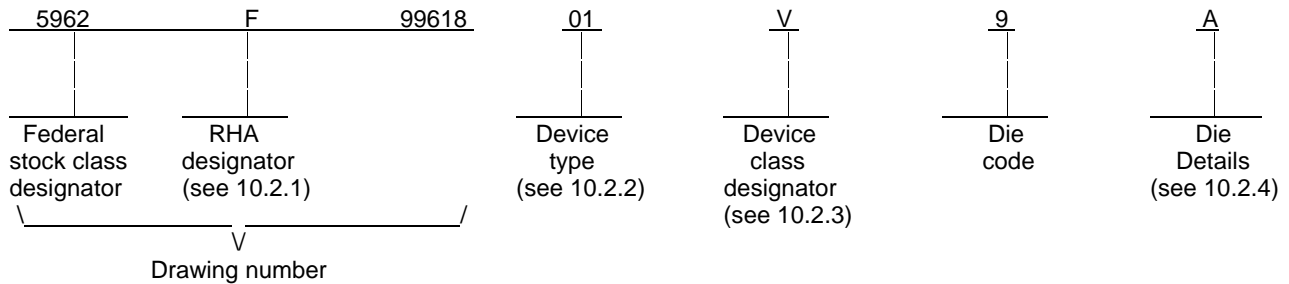 5962 F 99618 01 V 9 A
Federal stock class designator
RHA designator (see 10.2.1)
Device type (see 10.2.2)
Device class designator (see 10.2.3)
Die code
Die Details (see 10.2.4)
Drawing number